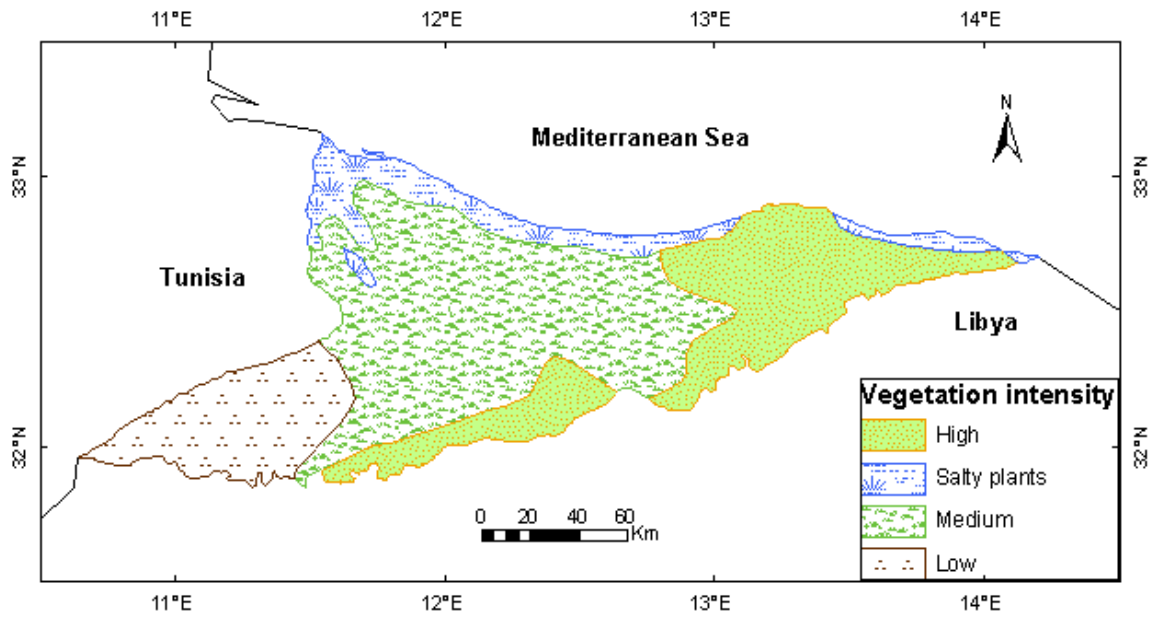 11°E 12°E 13°E 14°E
N
Mediterranean Sea
33°N 33°N
Tunisia
Libya
Vegetation intensity
High
Salty plants
Medium
Low
32°N 32°N
0 20 40 60
Km
11°E 12°E 13°E 14°E